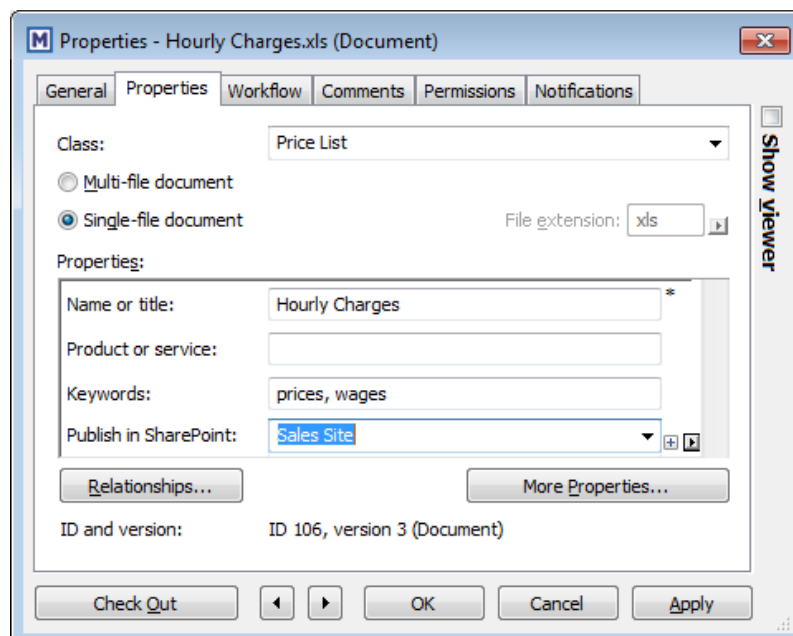 M Properties - Hourly Charges.xls (Document)
General Properties Workflow Comments Permissions Notifications
Show viewer
Class: Price List
Multi-file document
Single-file document File extension: xls
Properties:
Name or title: Hourly Charges *
Product or service:
Keywords: prices, wages
Publish in SharePoint: Sales Site
Relationships... More Properties...
ID and version: ID 106, version 3 (Document)
Check Out OK Cancel Apply